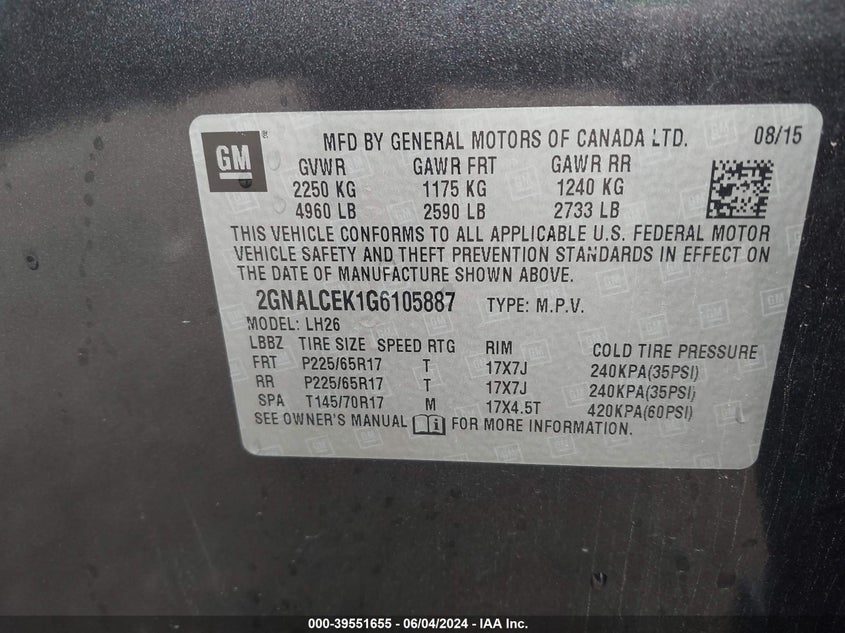 GM ® MFD BY GENERAL MOTORS OF CANADA LTD. 08/15
GVWR GAWR FRT GAWR RR
2250 KG 1175 KG 1240 KG
4960 LB 2590 LB 2733 LB
THIS VEHICLE CONFORMS TO ALL APPLICABLE U.S. FEDERAL MOTOR
VEHICLE SAFETY AND THEFT PREVENTION STANDARDS IN EFFECT ON
THE DATE OF MANUFACTURE SHOWN ABOVE.
2GNALCEK1G6105887 TYPE: M.P.V.
MODEL: LH26
LBBZ TIRE SIZE SPEED RTG RIM COLD TIRE PRESSURE
FRT P225/65R17 T 17X7J 240KPA(35PSI)
RR P225/65R17 T 17X7J 240KPA(35PSI)
SPA T145/70R17 M 17X4.5T 420KPA(60PSI)
SEE OWNER'S MANUAL FOR MORE INFORMATION.
000-39551655 - 06/04/2024 - IAA Inc.